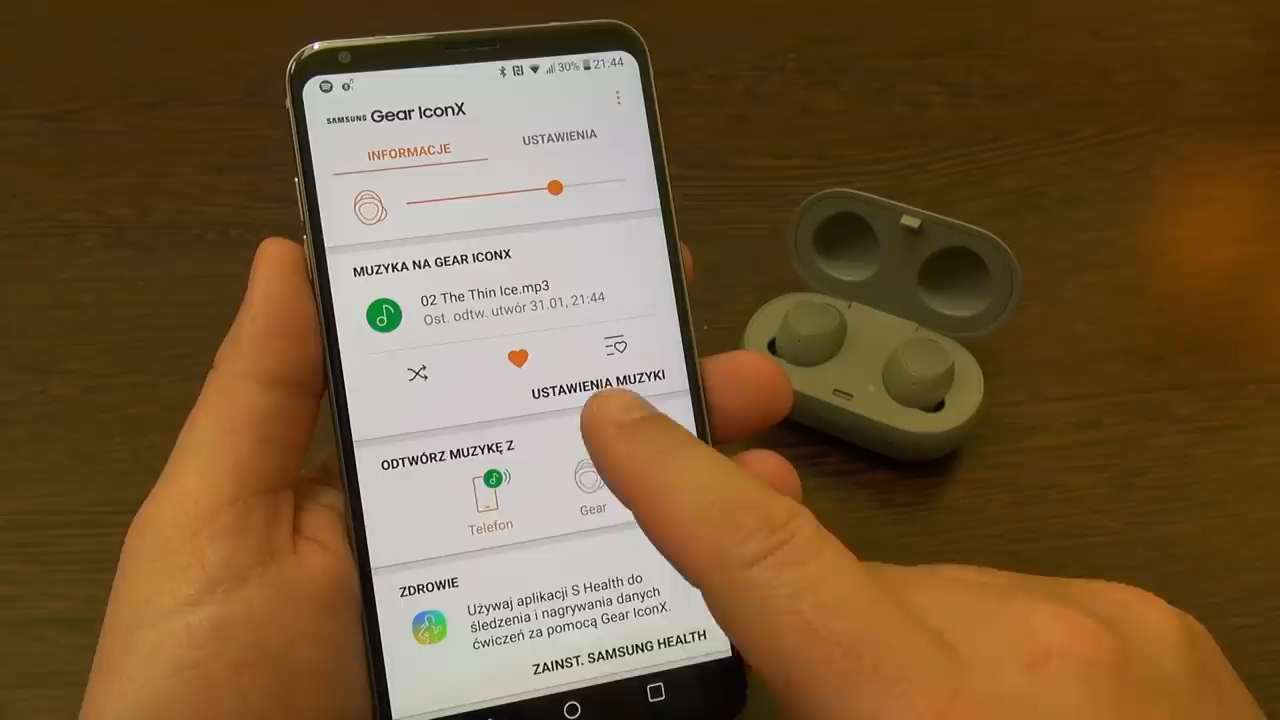 30% 21:44
SAMSUNG Gear IconX
INFORMACJE USTAWIENIA
MUZYKA NA GEAR ICONX
02 The Thin Ice.mp3
Ost. odtw. utwór 31.01, 21:44
USTAWIENIA MUZYKI
ODTWÓRZ MUZYKĘ Z
Telefon Gear
ZDROWIE
Używaj aplikacji S Health do
śledzenia i nagrywania danych
ćwiczeń za pomocą Gear IconX.
ZAINST. SAMSUNG HEALTH